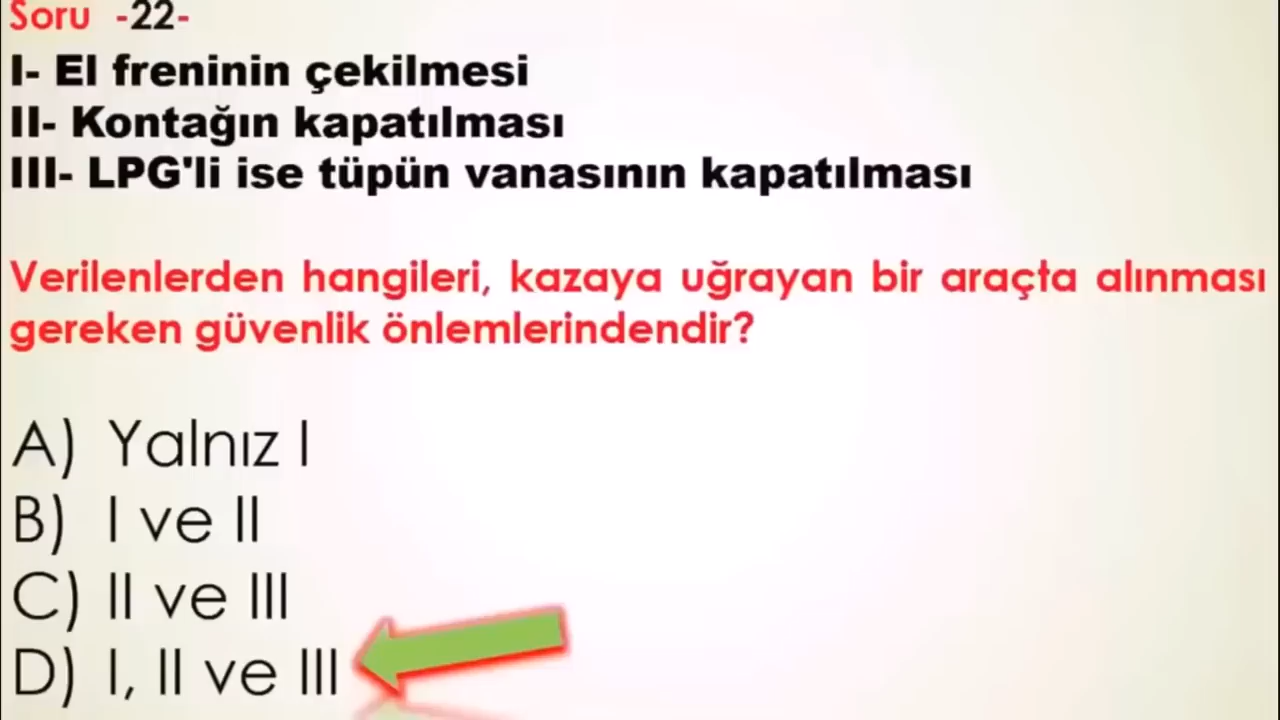 Soru -22-
I- El freninin çekilmesi
II- Kontağın kapatılması
III- LPG'li ise tüpün vanasının kapatılması
Verilenlerden hangileri, kazaya uğrayan bir araçta alınması
gereken güvenlik önlemlerindendir?
A) Yalnız I
B) I ve II
C) II ve III
D) I, II ve III